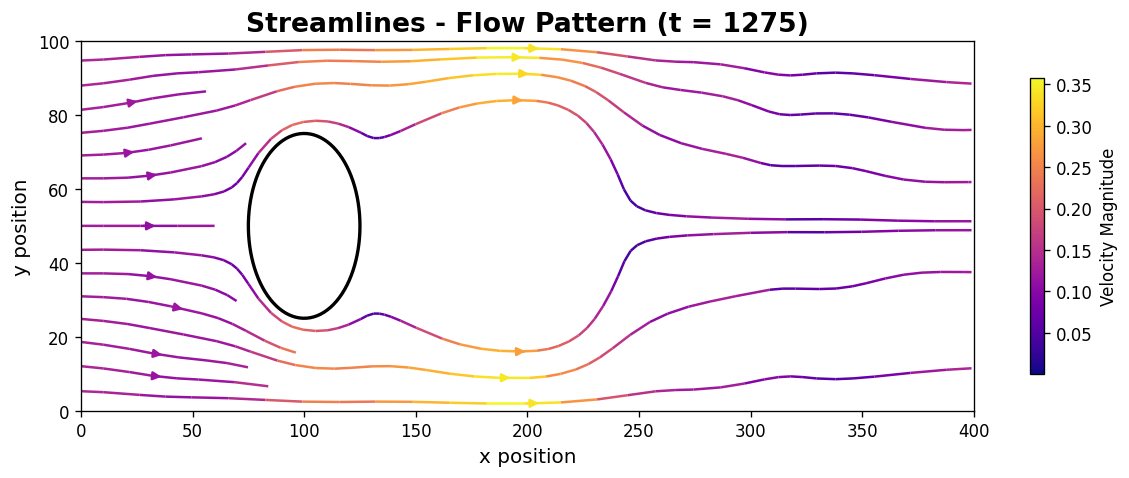 Streamlines - Flow Pattern (t = 1275)
100
80
60
40
20
0
y position
0 50 100 150 200 250 300 350 400
x position
0.35
0.30
0.25
0.20
0.15
0.10
0.05
Velocity Magnitude